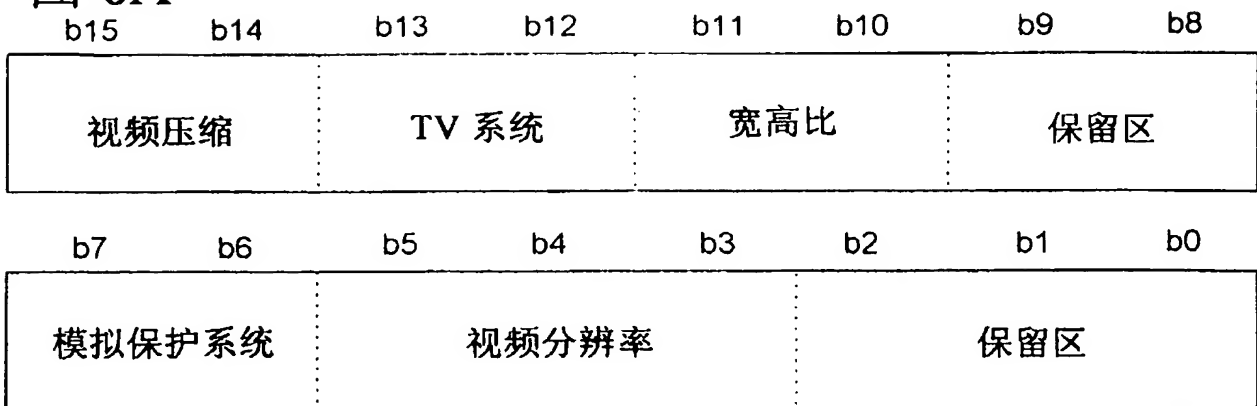 b15 b14 b13 b12 b11 b10 b9 b8
视频压缩 TV 系统 宽高比 保留区
b7 b6 b5 b4 b3 b2 b1 b0
模拟保护系统 视频分辨率 保留区